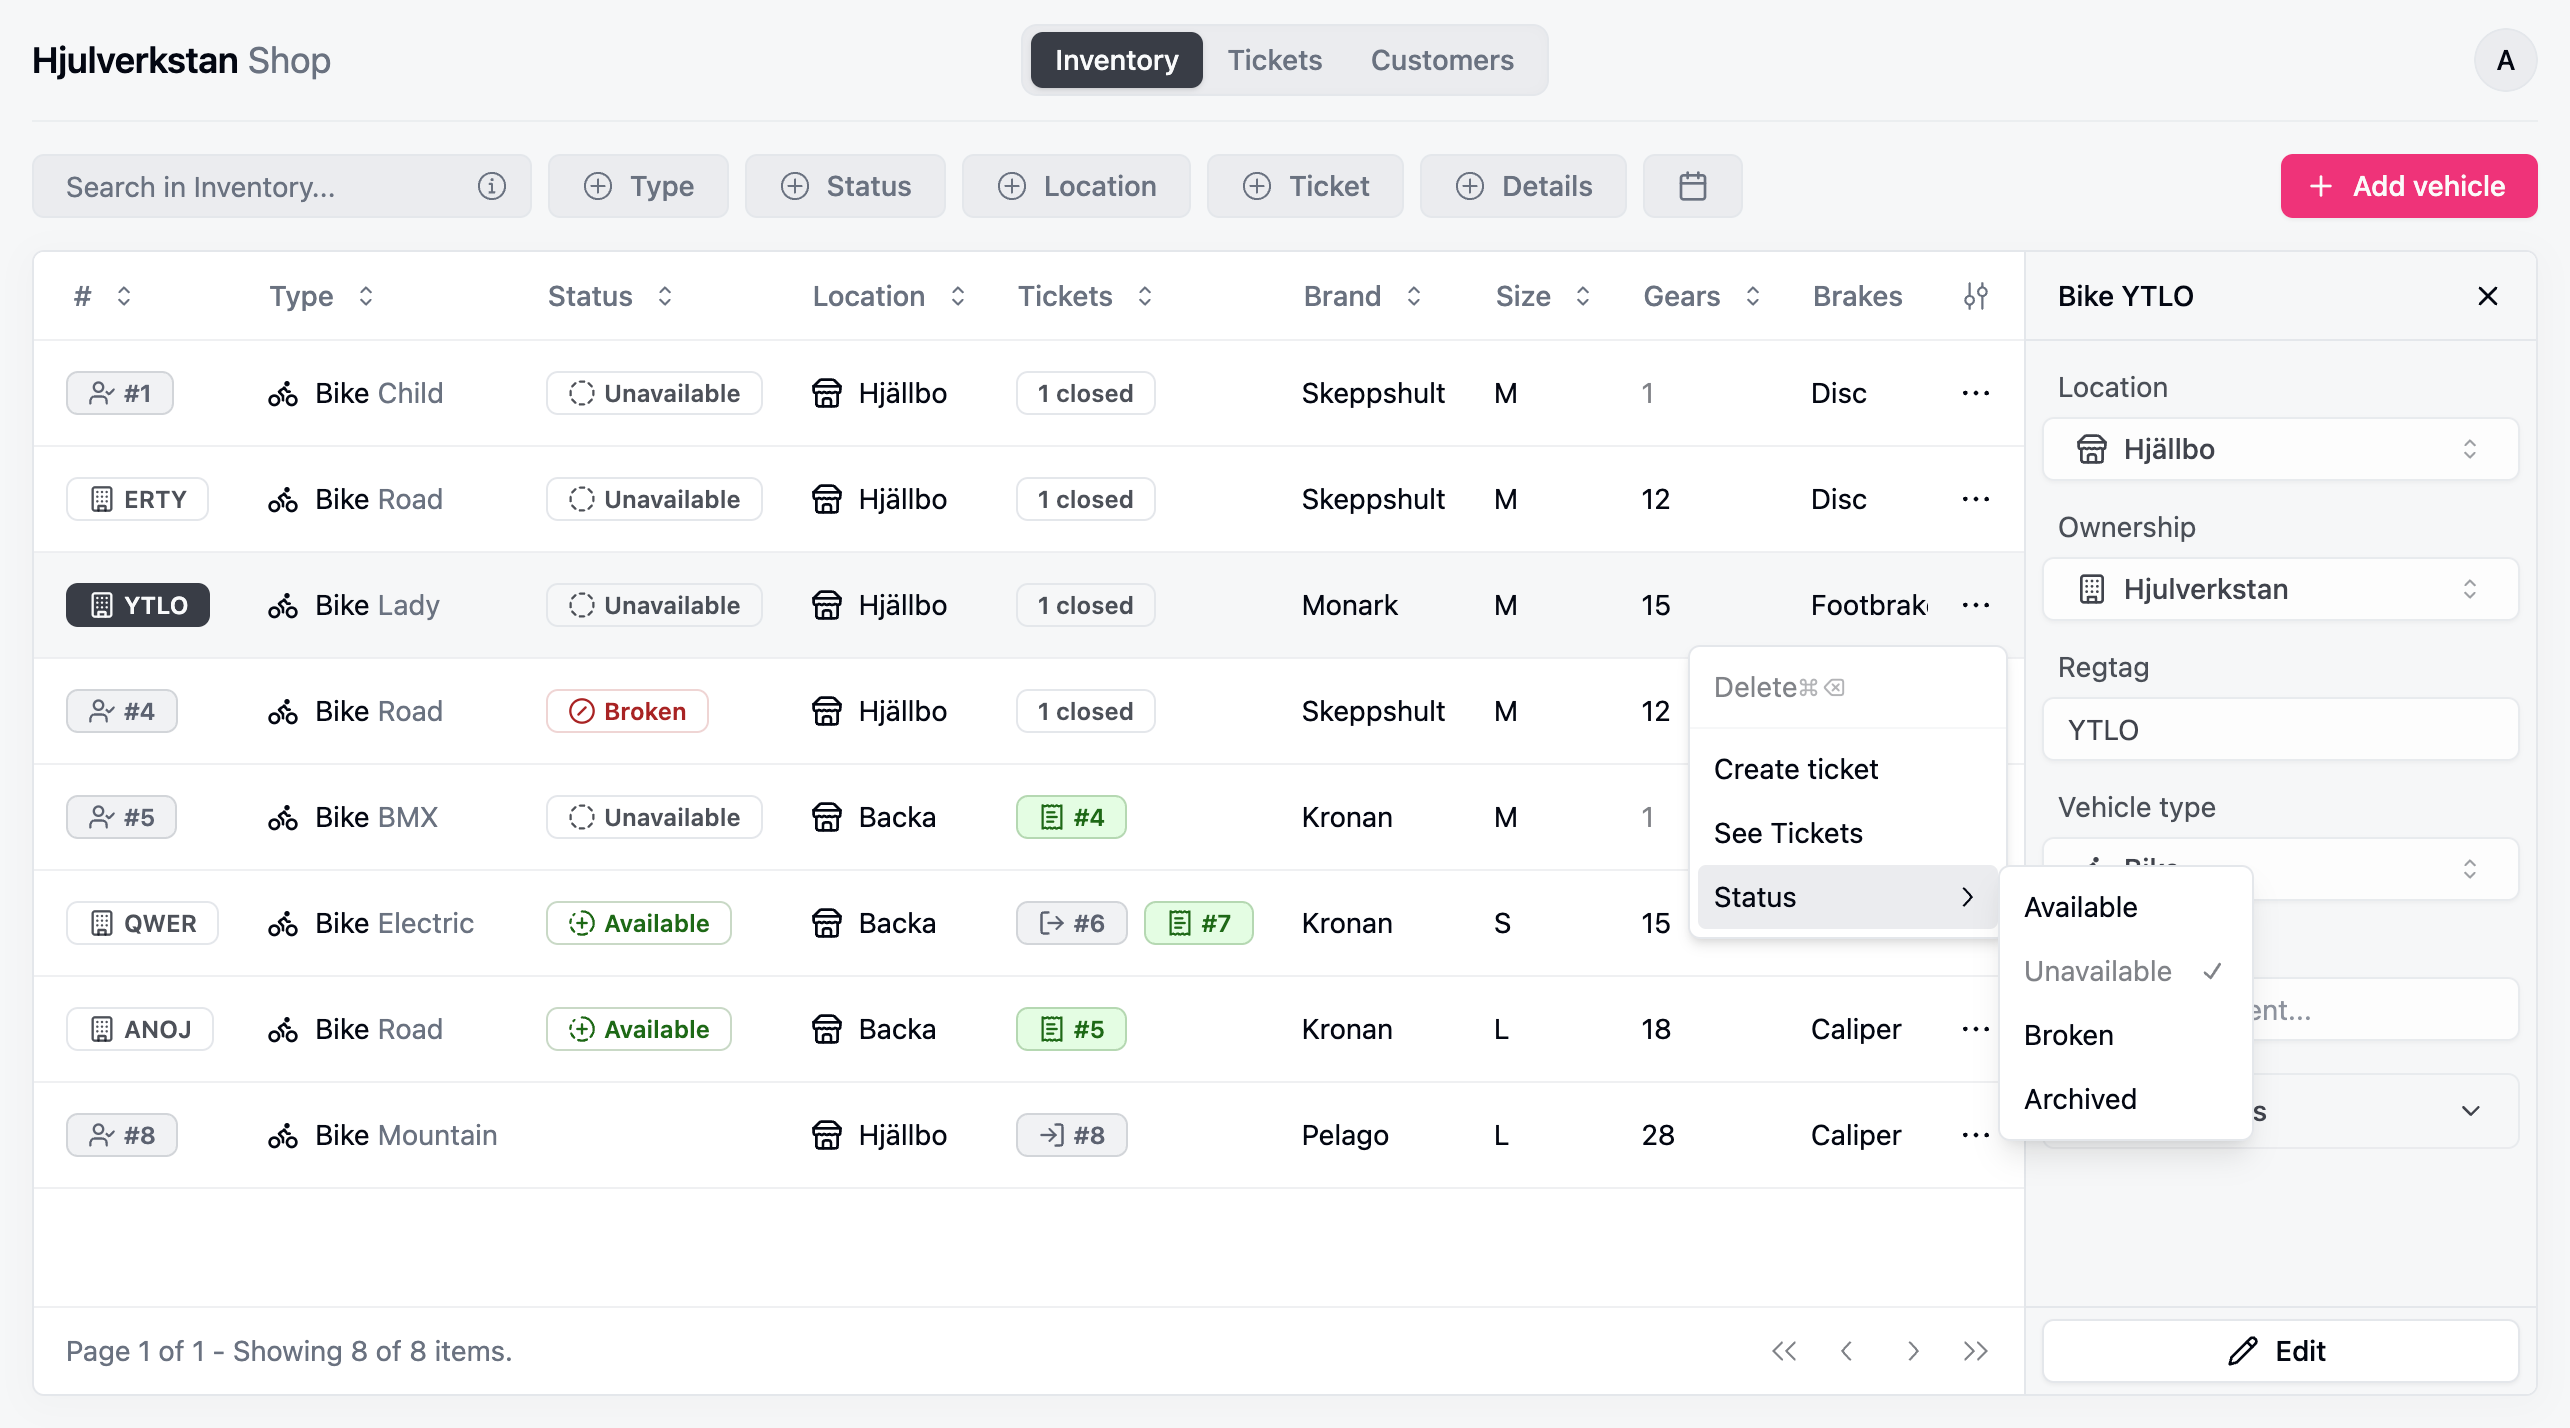 Hjulverkstan Shop
Inventory Tickets Customers
A
Search in Inventory...
Type
Status
Location
Ticket
Details
Add vehicle
# Type Status Location Tickets Brand Size Gears Brakes
#1 Bike Child Unavailable Hjällbo 1 closed Skeppshult M 1 Disc
ERTY Bike Road Unavailable Hjällbo 1 closed Skeppshult M 12 Disc
YTLO Bike Lady Unavailable Hjällbo 1 closed Monark M 15 Footbrak
#4 Bike Road Broken Hjällbo 1 closed Skeppshult M 12
#5 Bike BMX Unavailable Backa #4 Kronan M 1
QWER Bike Electric Available Backa #6 #7 Kronan S 15
ANOJ Bike Road Available Backa #5 Kronan L 18 Caliper
#8 Bike Mountain Hjällbo #8 Pelago L 28 Caliper
Page 1 of 1 - Showing 8 of 8 items.
Delete⌘⌫
Create ticket
See Tickets
Status
Available
Unavailable
Broken
Archived
Bike YTLO
Location
Hjällbo
Ownership
Hjulverkstan
Regtag
YTLO
Vehicle type
Edit